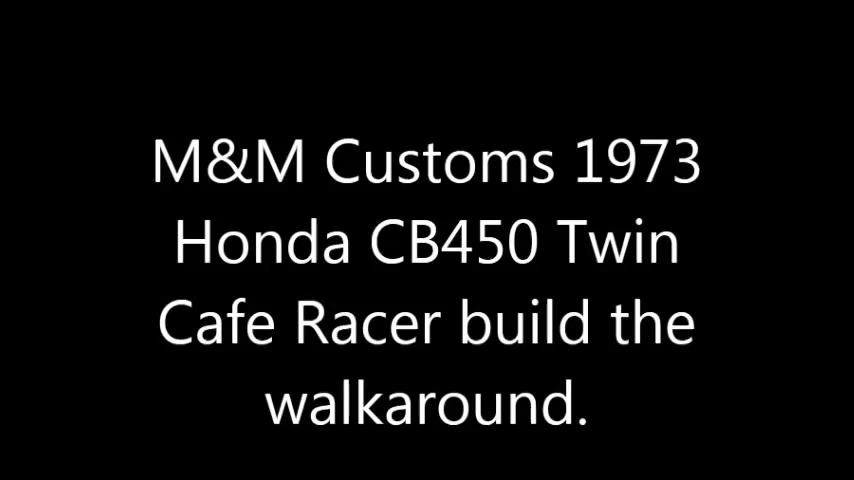 M&M Customs 1973
Honda CB450 Twin
Cafe Racer build the
walkaround.